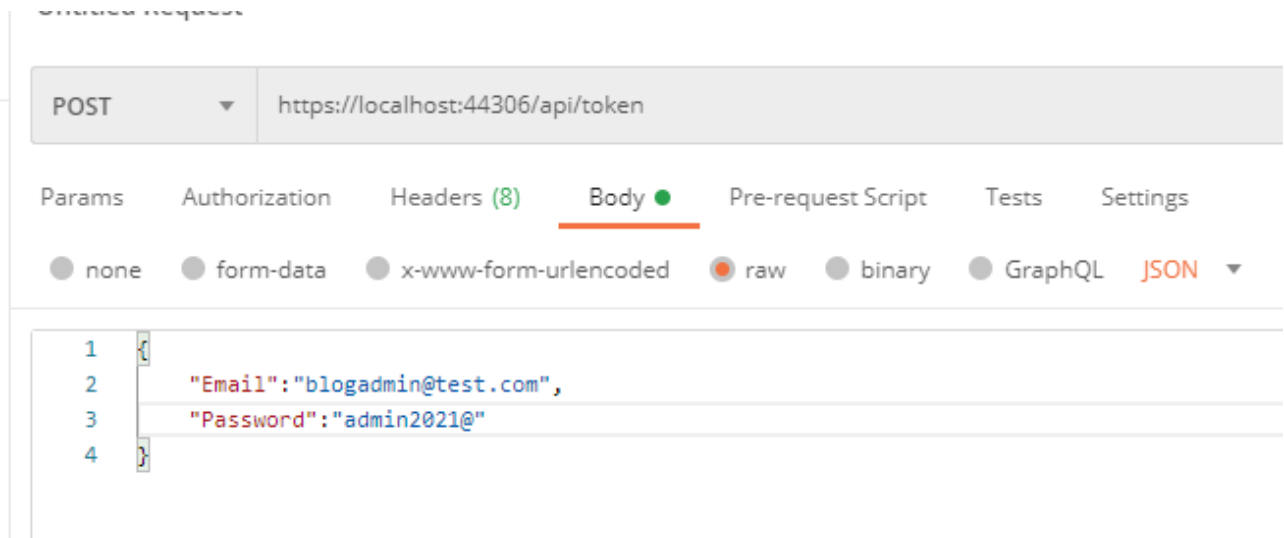 Untitled Request
POST https://localhost:44306/api/token
Params Authorization Headers (8) Body Pre-request Script Tests Settings
none form-data x-www-form-urlencoded raw binary GraphQL JSON
1 {
2 "Email":"blogadmin@test.com",
3 "Password":"admin2021@"
4 }